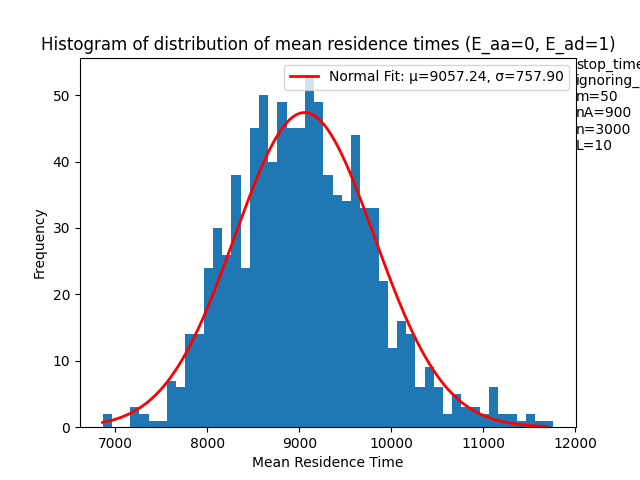 Histogram of distribution of mean residence times (E_aa=0, E_ad=1)
Normal Fit: μ=9057.24, σ=757.90
stop_time
ignoring_
m=50
nA=900
n=3000
L=10
50
40
30
20
10
0
Frequency
7000 8000 9000 10000 11000 12000
Mean Residence Time